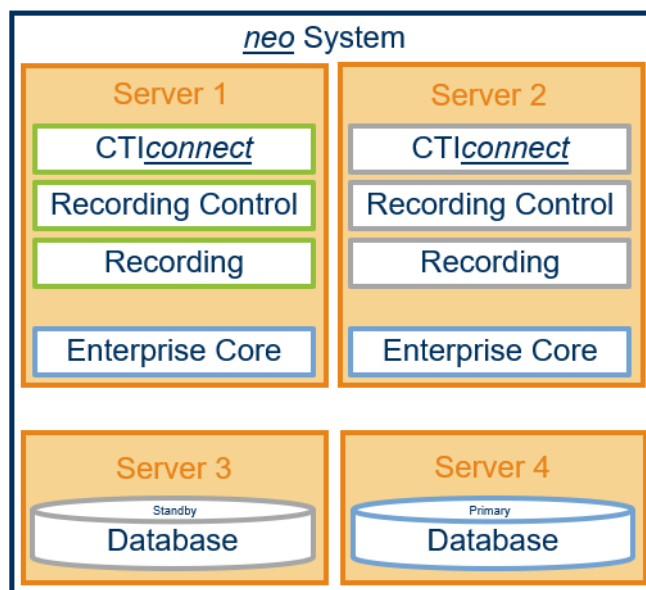 neo System
Server 1
CTIconnect
Recording Control
Recording
Enterprise Core
Server 2
CTIconnect
Recording Control
Recording
Enterprise Core
Server 3
Standby
Database
Server 4
Primary
Database